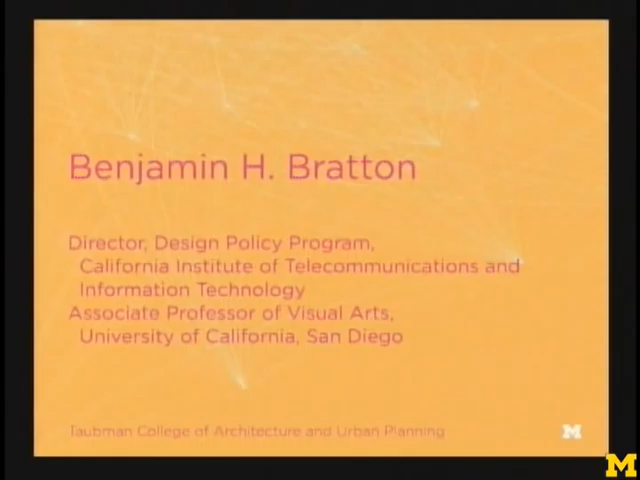 Benjamin H. Bratton
Director, Design Policy Program,
California Institute of Telecommunications and
Information Technology
Associate Professor of Visual Arts,
University of California, San Diego
Taubman College of Architecture and Urban Planning
M
M